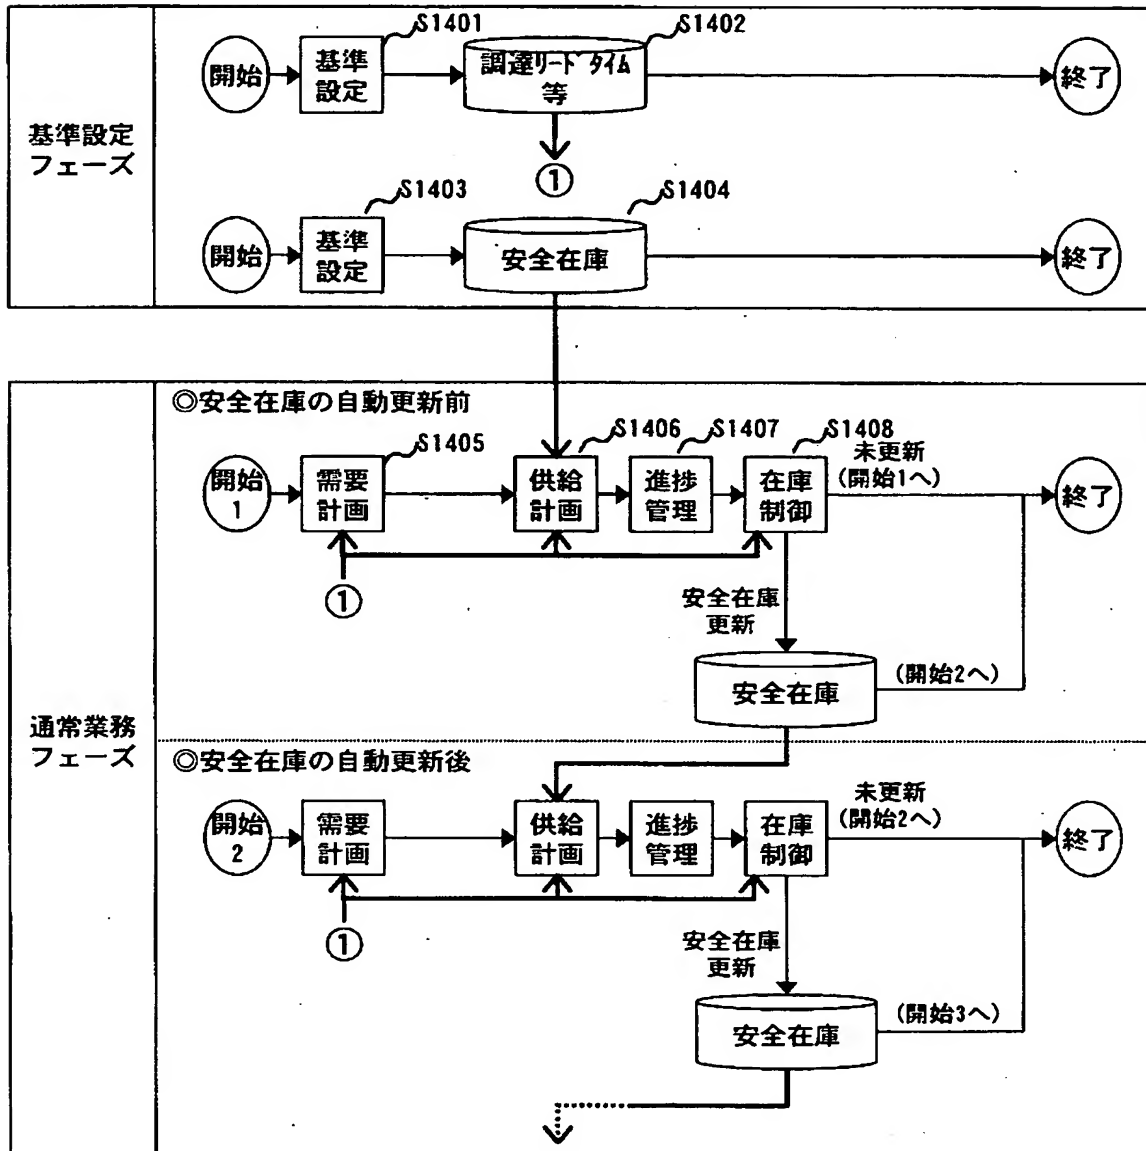 基準設定
フェーズ
S1401
S1402
開始
基準
設定
調達リードタイム
等
終了
①
S1403
S1404
開始
基準
設定
安全在庫
終了
通常業務
フェーズ
◎安全在庫の自動更新前
S1405
S1406
S1407
S1408
開始
1
需要
計画
供給
計画
進捗
管理
在庫
制御
未更新
(開始1へ)
終了
①
安全在庫
更新
安全在庫
(開始2へ)
◎安全在庫の自動更新後
開始
2
需要
計画
供給
計画
進捗
管理
在庫
制御
未更新
(開始2へ)
終了
①
安全在庫
更新
安全在庫
(開始3へ)